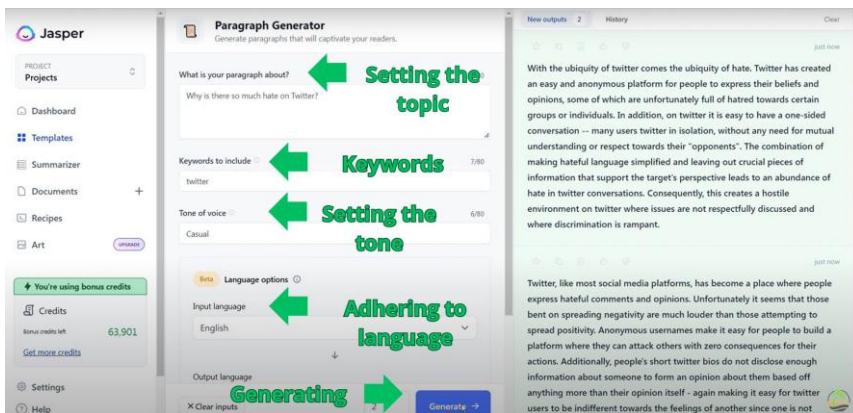 Jasper
PROJECT
Projects
Dashboard
Templates
Summarizer
Documents +
Recipes
Art UPGRADE
You're using bonus credits
Credits
Bonus credits left 63,901
Get more credits
Settings
Help
Paragraph Generator
Generate paragraphs that will captivate your readers.
What is your paragraph about?
Why is there so much hate on Twitter?
Setting the
topic
Keywords to include 7/80
twitter
Keywords
Tone of voice 6/80
Casual
Setting the
tone
Beta Language options
Input language
English
Adhering to
language
Output language
Generating
Clear inputs 2 Generate →
New outputs 2 History Clear
just now
With the ubiquity of twitter comes the ubiquity of hate. Twitter has created
an easy and anonymous platform for people to express their beliefs and
opinions, some of which are unfortunately full of hatred towards certain
groups or individuals. In addition, on twitter it is easy to have a one-sided
conversation -- many users twitter in isolation, without any need for mutual
understanding or respect towards their "opponents". The combination of
making hateful language simplified and leaving out crucial pieces of
information that support the target's perspective leads to an abundance of
hate in twitter conversations. Consequently, this creates a hostile
environment on twitter where issues are not respectfully discussed and
where discrimination is rampant.
just now
Twitter, like most social media platforms, has become a place where people
express hateful comments and opinions. Unfortunately it seems that those
bent on spreading negativity are much louder than those attempting to
spread positivity. Anonymous usernames make it easy for people to build a
platform where they can attack others with zero consequences for their
actions. Additionally, people's short twitter bios do not disclose enough
information about someone to form an opinion about them based off
anything more than their opinion itself - again making it easy for twitter
users to be indifferent towards the feelings of another since one is not